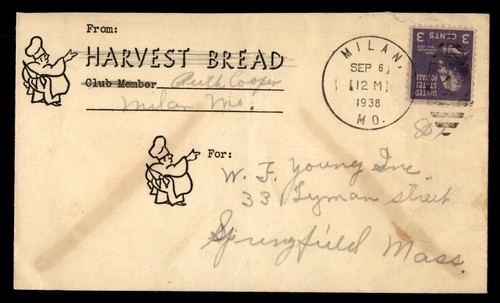 From:
HARVEST BREAD
Club Member Ruth Cooper
Milan Mo.
MILAN,
SEP 6
12 M
1938
MO.
UNITED STATES POSTAGE
3 CENTS 3
For:
W. F. Young Inc.
33 Lyman street
Springfield Mass.